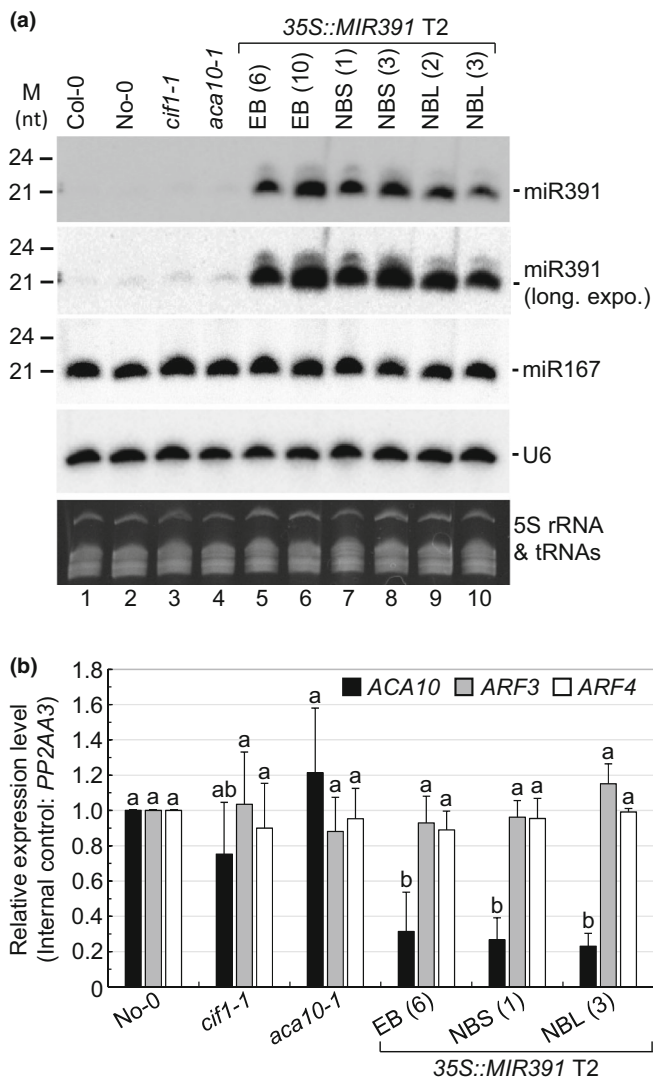 (a)
35S::MIR391 T2
M
(nt)
Col-0
No-0
cif1-1
aca10-1
EB (6)
EB (10)
NBS (1)
NBS (3)
NBL (2)
NBL (3)
24
21
miR391
24
21
miR391
(long. expo.)
24
21
miR167
U6
5S rRNA
& tRNAs
1 2 3 4 5 6 7 8 9 10
(b)
Relative expression level
(Internal control: PP2AA3)
1.8
1.6
1.4
1.2
1.0
0.8
0.6
0.4
0.2
0
ACA10 ARF3 ARF4
a a a
ab a a
a a a
b a a
b a a
b a a
No-0
cif1-1
aca10-1
EB (6)
NBS (1)
NBL (3)
35S::MIR391 T2